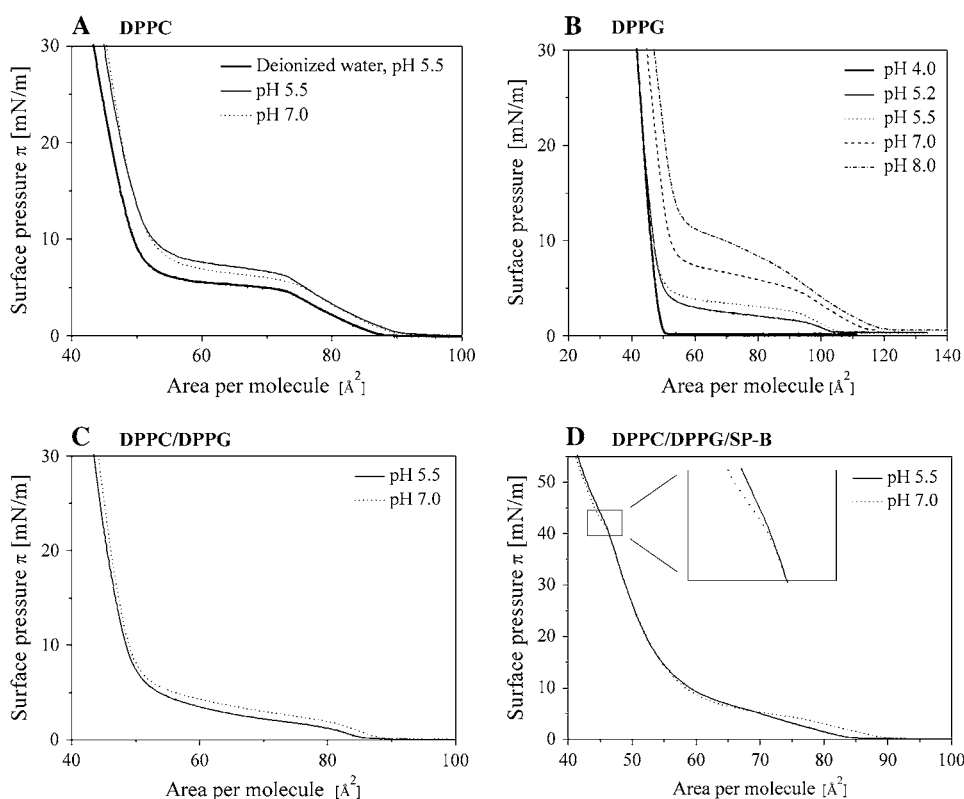 A DPPC
Surface pressure π [mN/m]
30
20
10
0
Deionized water, pH 5.5
pH 5.5
pH 7.0
40 60 80 100
Area per molecule [Å²]
B DPPG
Surface pressure [mN/m]
30
20
10
0
pH 4.0
pH 5.2
pH 5.5
pH 7.0
pH 8.0
20 40 60 80 100 120 140
Area per molecule [Å²]
C DPPC/DPPG
Surface pressure π [mN/m]
30
20
10
0
pH 5.5
pH 7.0
40 60 80 100
Area per molecule [Å²]
D DPPC/DPPG/SP-B
Surface pressure π [mN/m]
50
40
30
20
10
0
pH 5.5
pH 7.0
40 50 60 70 80 90 100
Area per molecule [Å²]